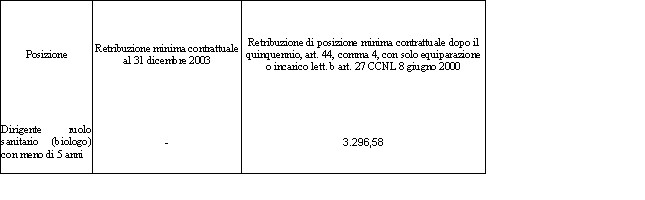 Posizione
Retribuzione minima contrattuale
al 31 dicembre 2003
Retribuzione di posizione minima contrattuale dopo il
quinquennio, art. 44, comma 4, con solo equiparazione
o incarico lett. b art. 27 CCNL 8 giugno 2000
Dirigente ruolo
sanitario (biologo)
con meno di 5 anni
-
3.296,58